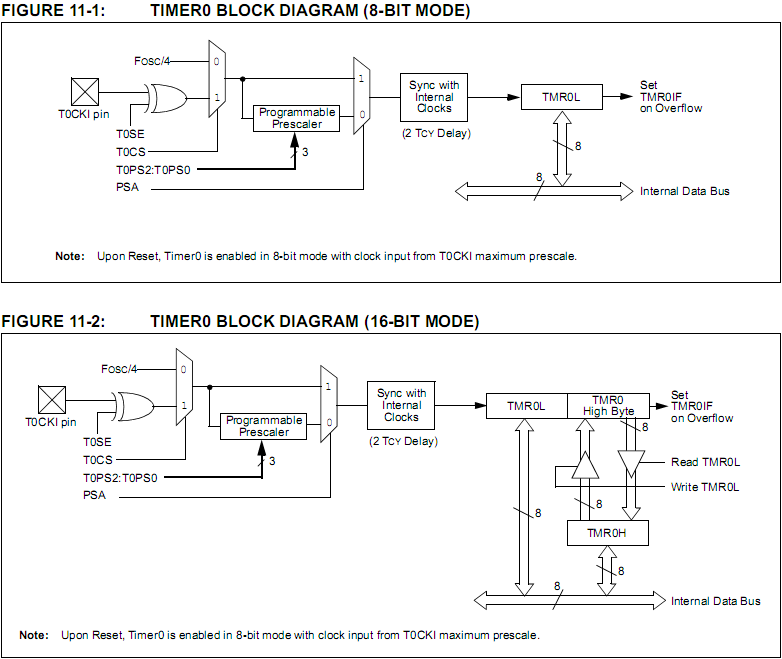 FIGURE 11-1: TIMER0 BLOCK DIAGRAM (8-BIT MODE)
FOSC/4
0
1
T0CKI pin
T0SE
T0CS
T0PS2:T0PS0
PSA
Programmable
Prescaler
3
1
0
Sync with
Internal
Clocks
(2 TCY Delay)
TMR0L
Set
TMR0IF
on Overflow
8
8
Internal Data Bus
Note: Upon Reset, Timer0 is enabled in 8-bit mode with clock input from T0CKI maximum prescale.
FIGURE 11-2: TIMER0 BLOCK DIAGRAM (16-BIT MODE)
FOSC/4
0
1
T0CKI pin
T0SE
T0CS
T0PS2:T0PS0
PSA
Programmable
Prescaler
3
1
0
Sync with
Internal
Clocks
(2 TCY Delay)
TMR0L
TMR0
High Byte
Set
TMR0IF
on Overflow
8
Read TMR0L
Write TMR0L
8
8
TMR0H
8
8
Internal Data Bus
Note: Upon Reset, Timer0 is enabled in 8-bit mode with clock input from T0CKI maximum prescale.